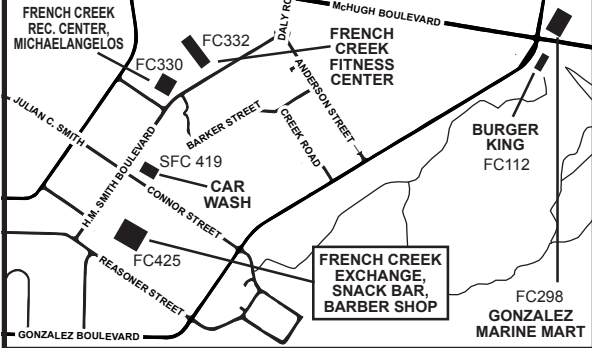 FRENCH CREEK
REC. CENTER,
MICHAELANGELOS
FC330
FC332
DALY RO
McHUGH BOULEVARD
FRENCH
CREEK
FITNESS
CENTER
ANDERSON STREET
JULIAN C. SMITH
BARKER STREET
CREEK ROAD
BURGER
KING
FC112
H.M. SMITH BOULEVARD
SFC 419
CAR
WASH
CONNOR STREET
FC425
REASONER STREET
FRENCH CREEK
EXCHANGE,
SNACK BAR,
BARBER SHOP
FC298
GONZALEZ
MARINE MART
GONZALEZ BOULEVARD